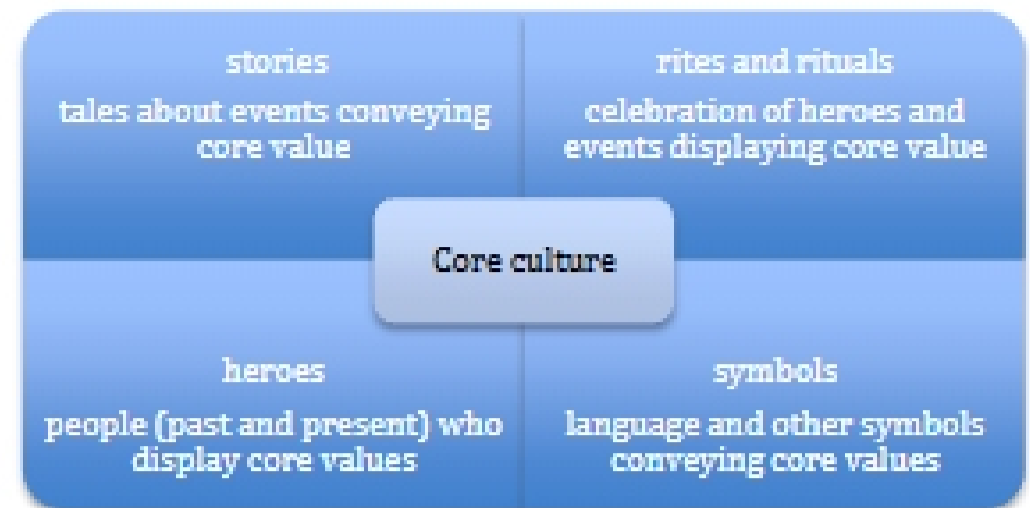 stories
tales about events conveying
core value
rites and rituals
celebration of heroes and
events displaying core value
Core culture
heroes
people (past and present) who
display core values
symbols
language and other symbols
conveying core values